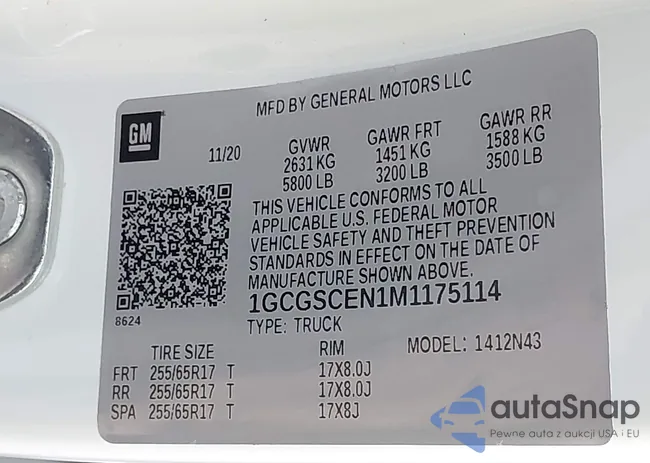 MFD BY GENERAL MOTORS LLC
GM
11/20
GVWR GAWR FRT GAWR RR
2631 KG 1451 KG 1588 KG
5800 LB 3200 LB 3500 LB
THIS VEHICLE CONFORMS TO ALL
APPLICABLE U.S. FEDERAL MOTOR
VEHICLE SAFETY AND THEFT PREVENTION
STANDARDS IN EFFECT ON THE DATE OF
MANUFACTURE SHOWN ABOVE.
1GCGSCEN1M1175114
8624
TYPE: TRUCK
TIRE SIZE RIM MODEL: 1412N43
FRT 255/65R17 T 17X8.0J
RR 255/65R17 T 17X8.0J
SPA 255/65R17 T 17X8J
autaSnap
Pewne auta z aukcji USA i EU